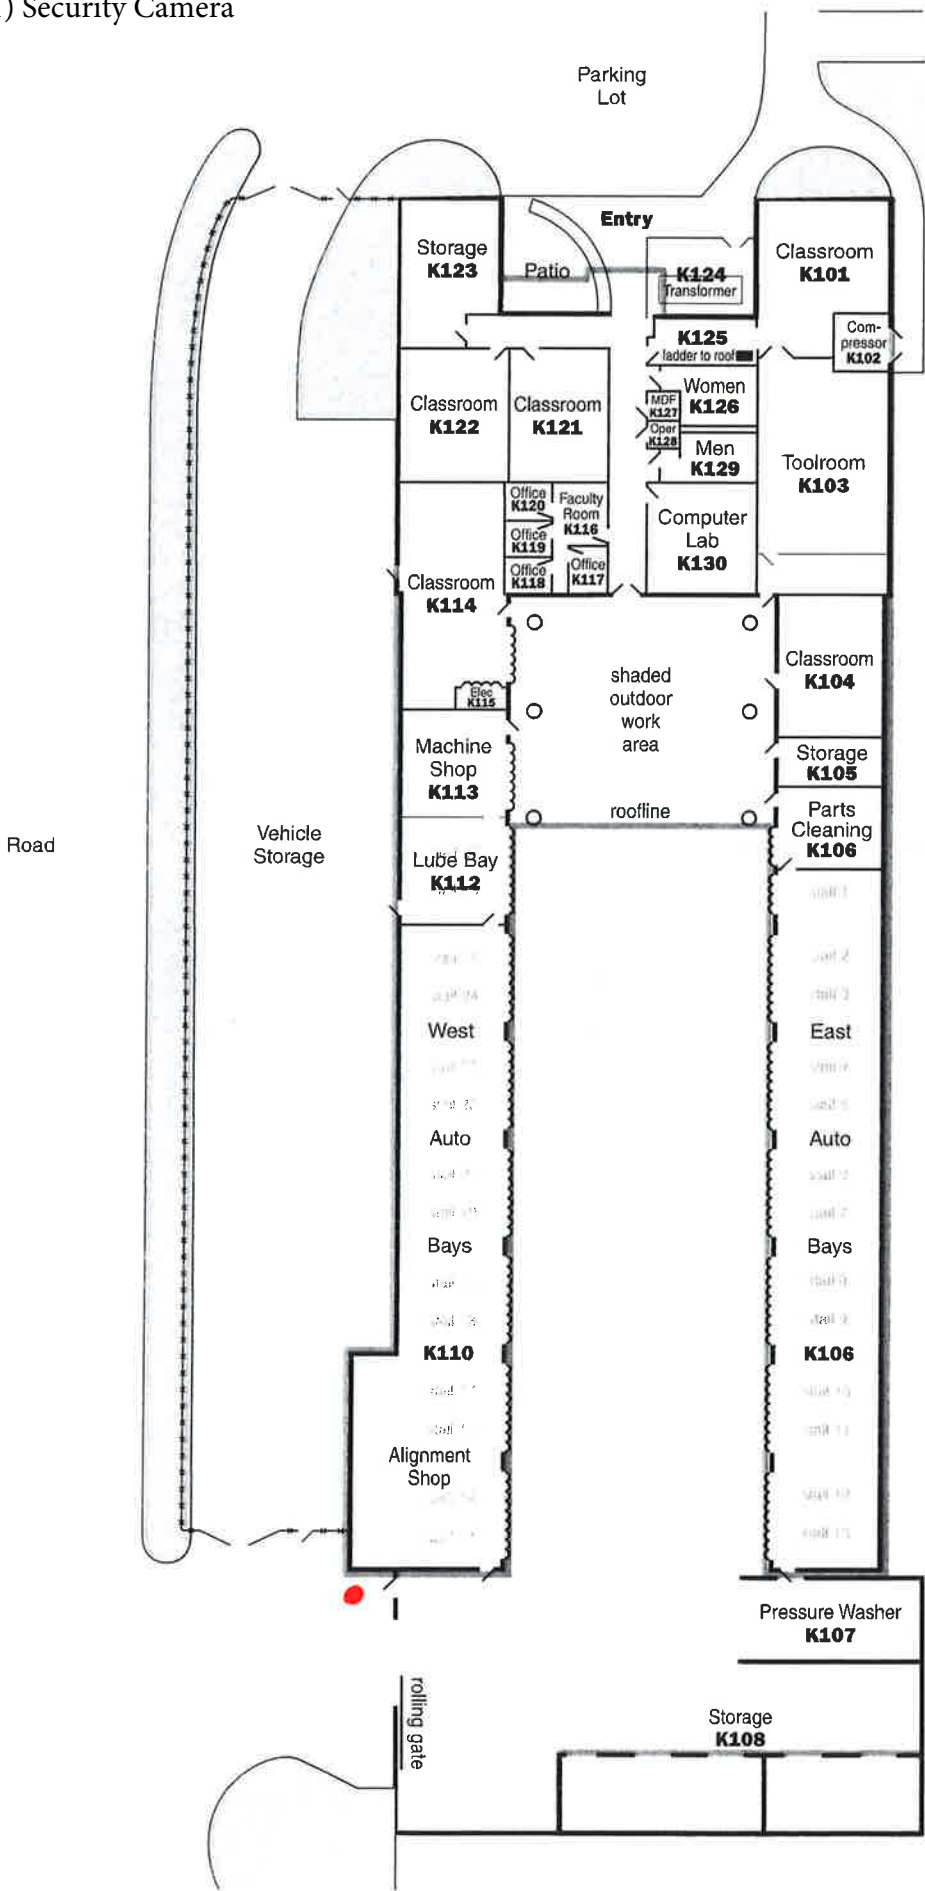 ) Security Camera
Parking
Lot
Entry
Storage
K123
Patio
K124
Transformer
Classroom
K101
Com-
pressor
K102
K125
ladder to roof
Women
K126
MDF
K127
Oper
K128
Men
K129
Classroom
K122
Classroom
K121
Toolroom
K103
Office
K120
Faculty
Room
K116
Office
K119
Office
K118
Office
K117
Computer
Lab
K130
Classroom
K114
Elec
K115
shaded
outdoor
work
area
Classroom
K104
Machine
Shop
K113
Storage
K105
roofline
Parts
Cleaning
K106
Road
Vehicle
Storage
Lube Bay
K112
West
Auto
Bays
K110
East
Auto
Bays
K106
Alignment
Shop
Pressure Washer
K107
rolling gate
Storage
K108